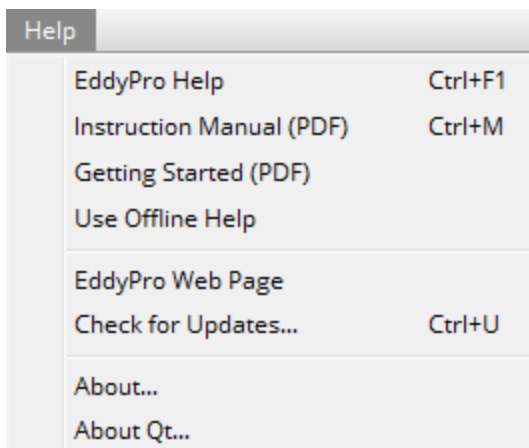 Help
EddyPro Help Ctrl+F1
Instruction Manual (PDF) Ctrl+M
Getting Started (PDF)
Use Offline Help
EddyPro Web Page
Check for Updates... Ctrl+U
About...
About Qt...